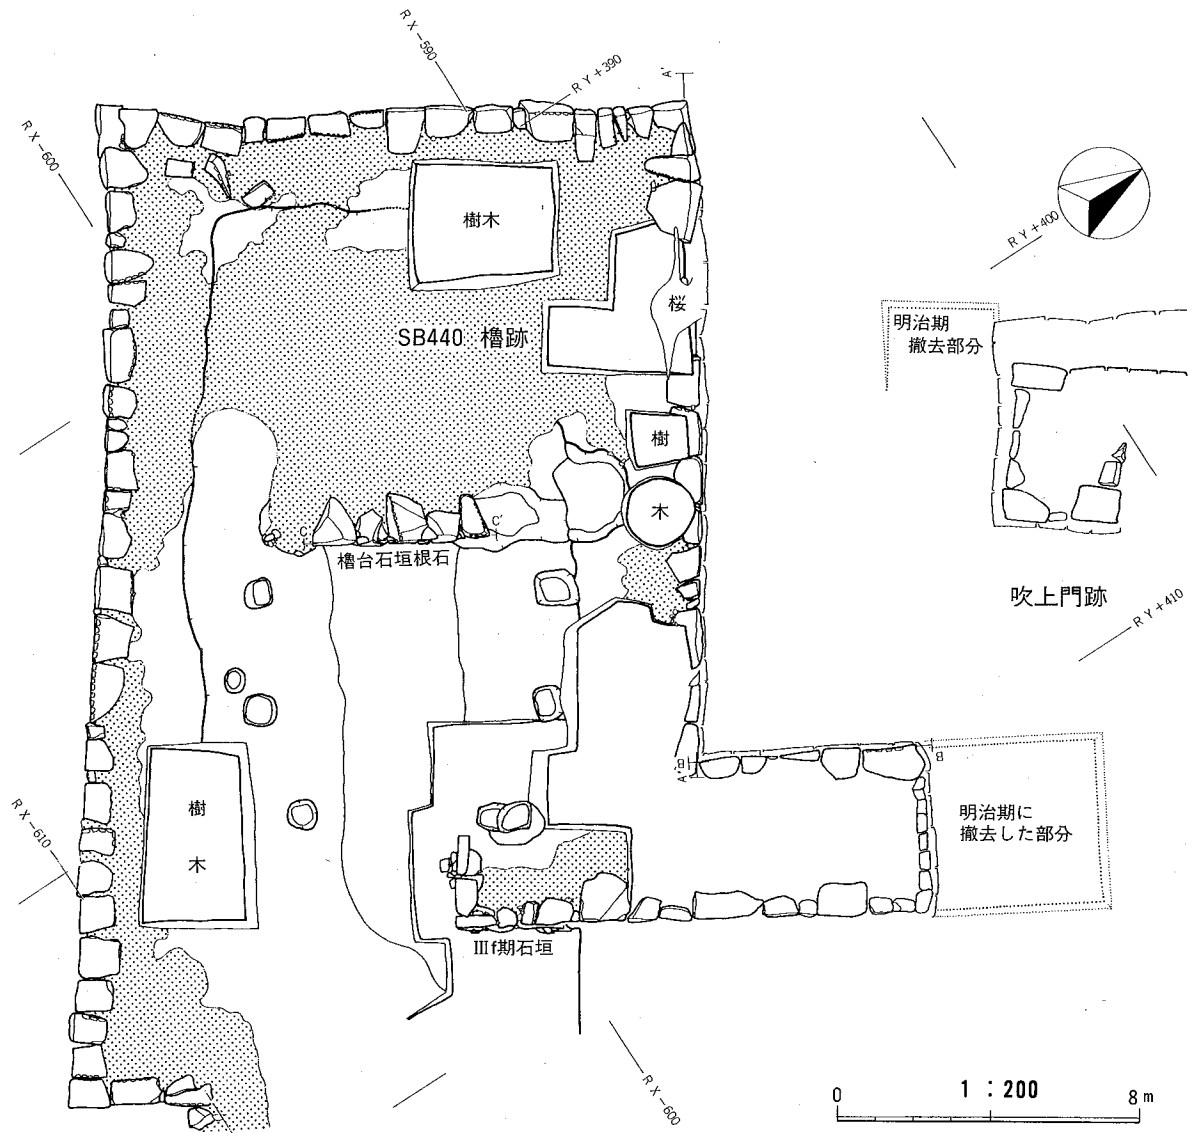 RX-590
RY+390
A'
RX-600
樹木
RY+400
桜
明治期
撤去部分
SB440 櫓跡
樹
木
C
C'
櫓台石垣根石
吹上門跡
RY+410
A
B
B'
樹
木
明治期に
撤去した部分
RX-610
Ⅲf期石垣
RX-600
1:200
0
8m